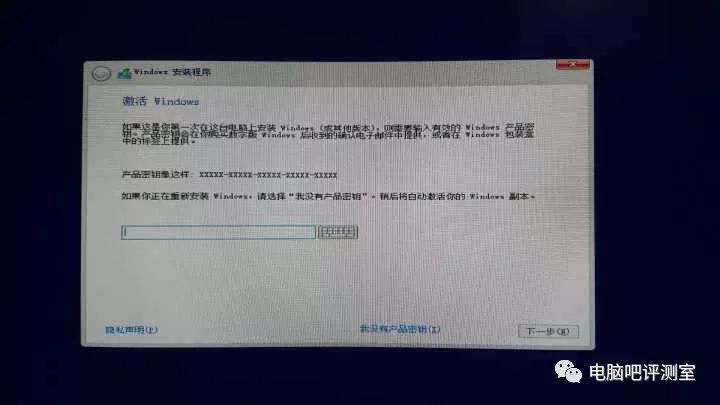 Windows 安装程序
激活 Windows
如果这是你第一次在这台电脑上安装 Windows (或其他版本)，则需要输入有效的 Windows 产品密
钥。产品密钥会在你购买数字版 Windows 后收到的确认电子邮件中提供，或者在 Windows 包装盒
中的标签上提供。
产品密钥像这样: XXXXX-XXXXX-XXXXX-XXXXX-XXXXX
如果你正在重新安装 Windows，请选择“我没有产品密钥”。稍后将自动激活你的 Windows 副本。
隐私声明(P)
我没有产品密钥(I)
下一步(N)
电脑吧评测室